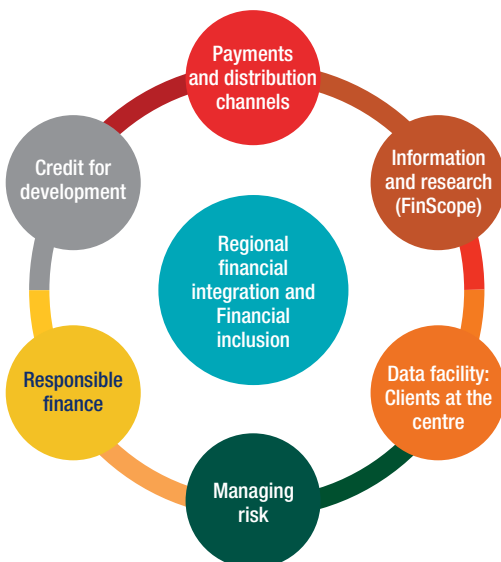 Payments
and distribution
channels
Information
and research
(FinScope)
Credit for
development
Regional
financial
integration and
Financial
inclusion
Data facility:
Clients at the
centre
Responsible
finance
Managing
risk